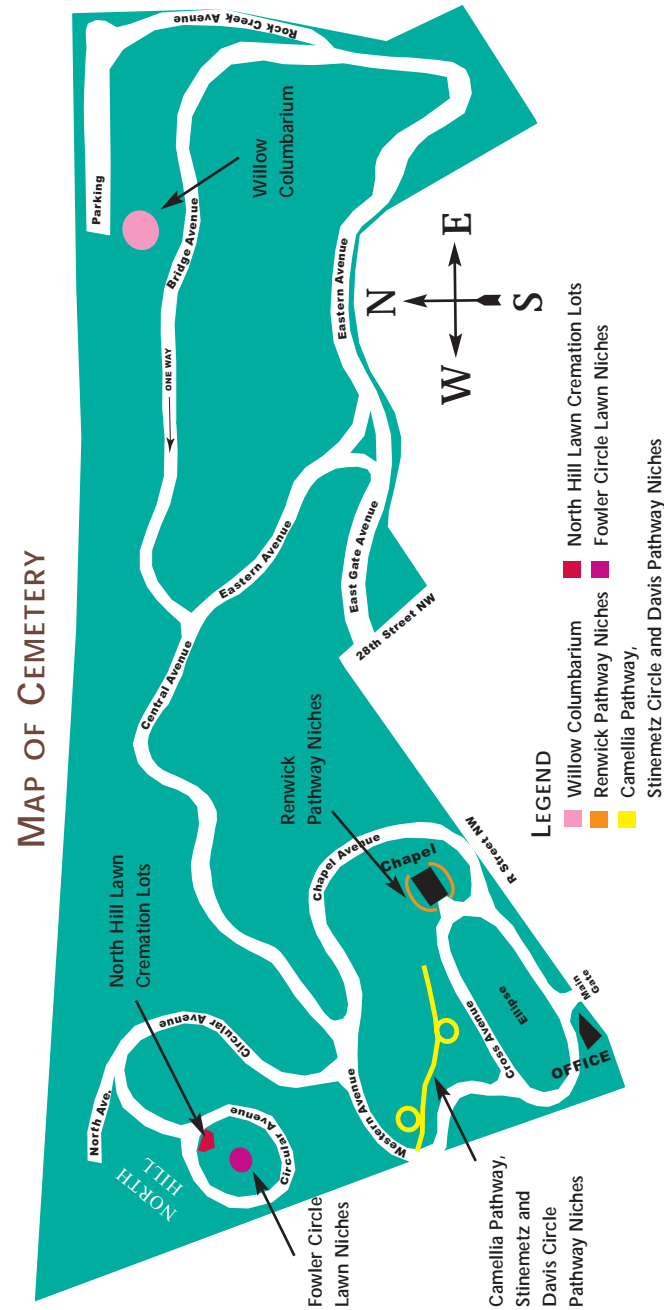 MAP OF CEMETERY
North Hill Lawn
Cremation Lots
North Ave.
NORTH
HILL
Circular Avenue
Circular Avenue
Fowler Circle
Lawn Niches
Western Avenue
Camellia Pathway,
Stinemetz and
Davis Circle
Pathway Niches
Central Avenue
Renwick
Pathway Niches
Chapel Avenue
Chapel
Cross Avenue
Ellipse
OFFICE
Main
Gate
R Street NW
28th Street NW
East Gate Avenue
Eastern Avenue
Eastern Avenue
ONE WAY
Bridge Avenue
Parking
Rock Creek Avenue
Willow
Columbarium
N
W
E
S
LEGEND
Willow Columbarium
Renwick Pathway Niches
Camellia Pathway,
Stinemetz Circle and Davis Pathway Niches
North Hill Lawn Cremation Lots
Fowler Circle Lawn Niches